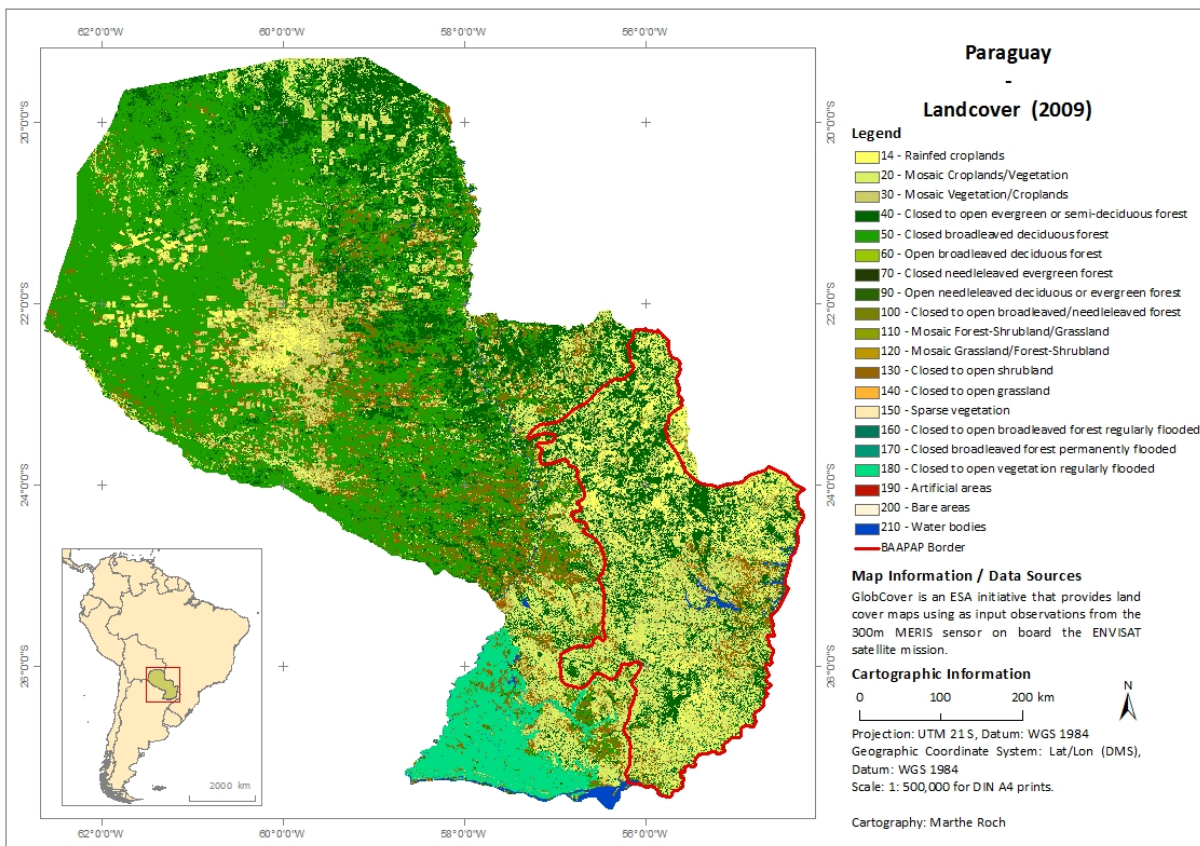 62°0'0"W 60°0'0"W 58°0'0"W 56°0'0"W
20°0'0"S 20°0'0"S
22°0'0"S 22°0'0"S
24°0'0"S 24°0'0"S
26°0'0"S 26°0'0"S
62°0'0"W 60°0'0"W 58°0'0"W 56°0'0"W
2000 km
Paraguay
-
Landcover (2009)
Legend
14 - Rainfed croplands
20 - Mosaic Croplands/Vegetation
30 - Mosaic Vegetation/Croplands
40 - Closed to open evergreen or semi-deciduous forest
50 - Closed broadleaved deciduous forest
60 - Open broadleaved deciduous forest
70 - Closed needleleaved evergreen forest
90 - Open needleleaved deciduous or evergreen forest
100 - Closed to open broadleaved/needleleaved forest
110 - Mosaic Forest-Shrubland/Grassland
120 - Mosaic Grassland/Forest-Shrubland
130 - Closed to open shrubland
140 - Closed to open grassland
150 - Sparse vegetation
160 - Closed to open broadleaved forest regularly flooded
170 - Closed broadleaved forest permanently flooded
180 - Closed to open vegetation regularly flooded
190 - Artificial areas
200 - Bare areas
210 - Water bodies
BAAPAP Border
Map Information / Data Sources
GlobCover is an ESA initiative that provides land
cover maps using as input observations from the
300m MERIS sensor on board the ENVISAT
satellite mission.
Cartographic Information
0 100 200 km
N
Projection: UTM 21 S, Datum: WGS 1984
Geographic Coordinate System: Lat/Lon (DMS),
Datum: WGS 1984
Scale: 1: 500,000 for DIN A4 prints.
Cartography: Marthe Roch